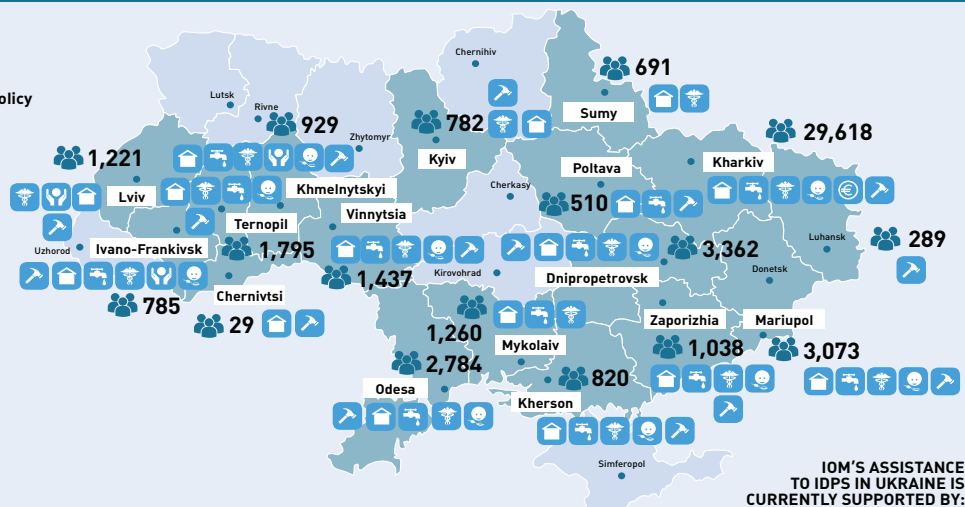 olicy
Chernihiv
691
Lutsk
Rivne
929
Zhytomyr
782
Kyiv
Sumy
29,618
1,221
Lviv
Khmelnytskyi
Cherkasy
Poltava
Kharkiv
Ternopil
Vinnytsia
510
Uzhorod
Ivano-Frankivsk
1,795
1,437
Kirovohrad
Dnipropetrovsk
3,362
Luhansk
289
Donetsk
785
Chernivtsi
29
1,260
Mykolaiv
Zaporizhia
Mariupol
1,038
3,073
2,784
Odesa
820
Kherson
Simferopol
IOM'S ASSISTANCE
TO IDPS IN UKRAINE IS
CURRENTLY SUPPORTED BY: